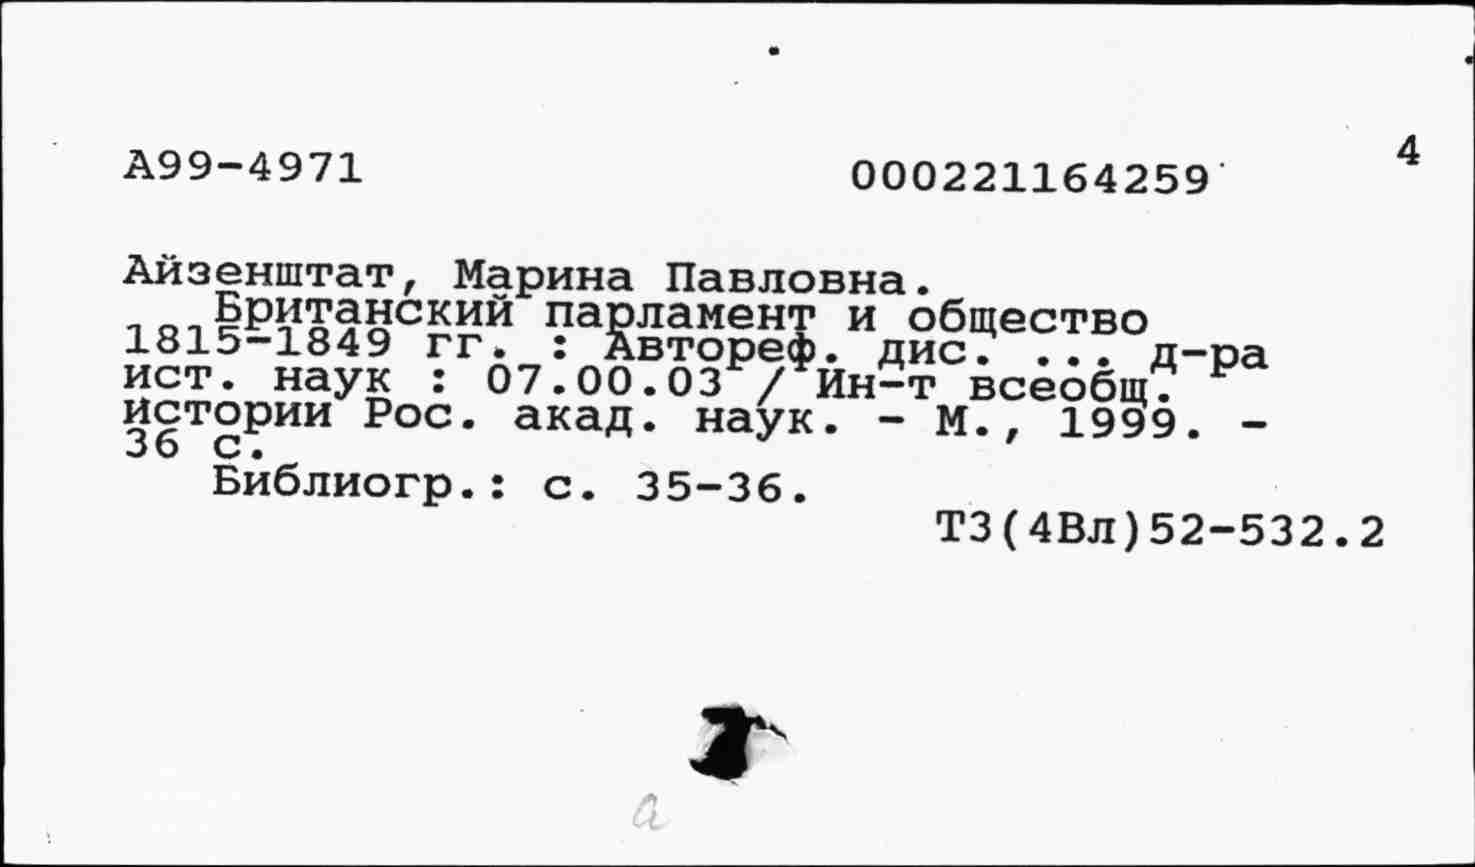 4
А99-4971 000221164259
Айзенштат, Марина Павловна.
Британский парламент и общество
1815-1849 гг. : Автореф. дис. ... д-ра
ист. наук : 07.00.03 / Ин-т всеобщ.
истории Рос. акад. наук. - М., 1999. -
36 с.
Библиогр.: с. 35-36.
Т3(4Вл)52-532.2
a